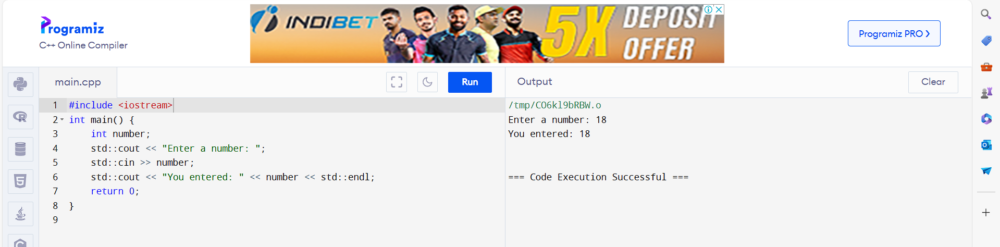 Programiz
C++ Online Compiler
INDIBET
5X
DEPOSIT
OFFER
Programiz PRO
main.cpp
Run
Output
Clear
1 #include <iostream>
2 int main() {
3     int number;
4     std::cout << "Enter a number: ";
5     std::cin >> number;
6     std::cout << "You entered: " << number << std::endl;
7     return 0;
8 }
9
/tmp/CO6kl9bRBW.o
Enter a number: 18
You entered: 18
=== Code Execution Successful ===